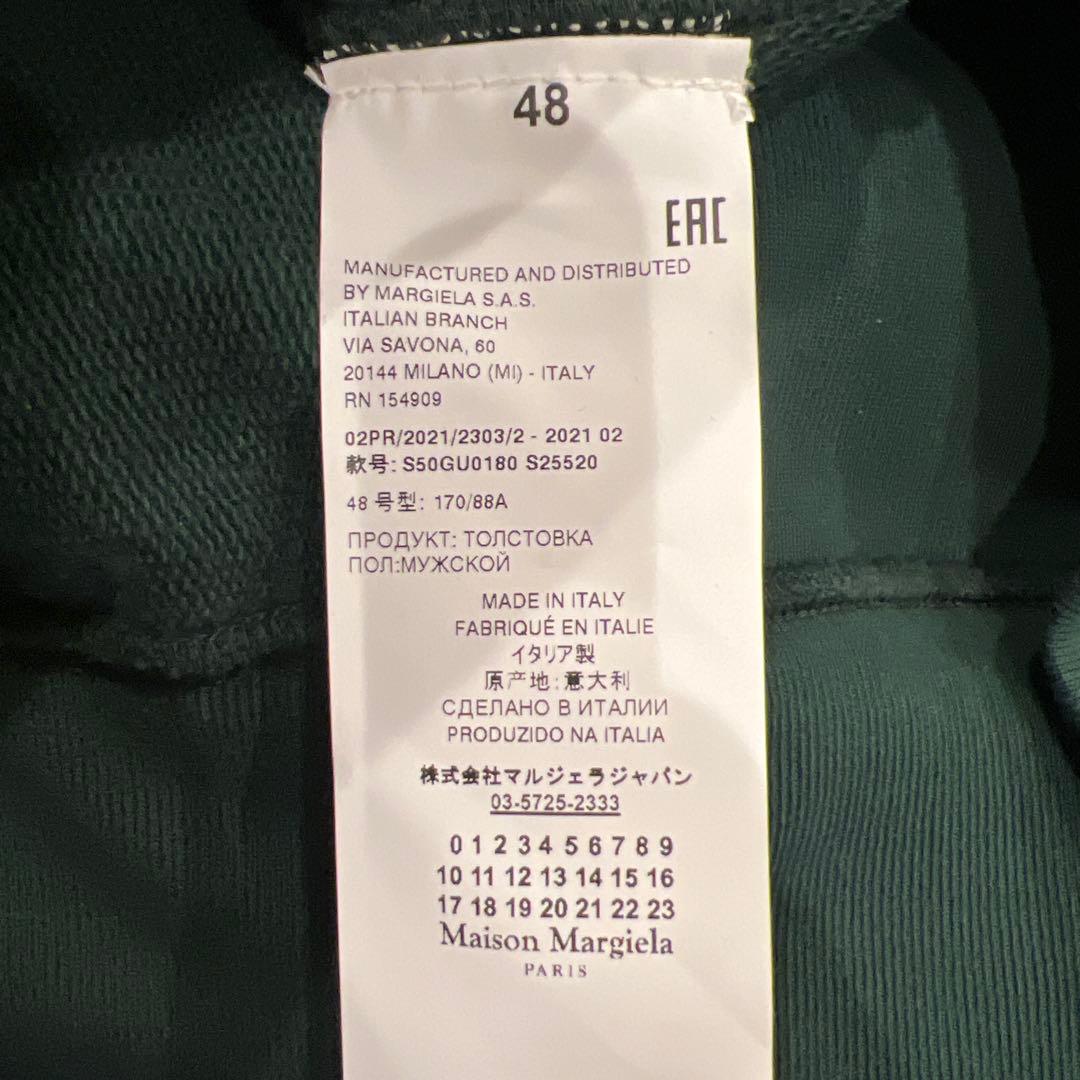 48
EAC
MANUFACTURED AND DISTRIBUTED
BY MARGIELA S.A.S.
ITALIAN BRANCH
VIA SAVONA, 60
20144 MILANO (MI) - ITALY
RN 154909
02PR/2021/2303/2 - 2021 02
款号: S50GU0180 S25520
48 号型: 170/88A
ПРОДУКТ: ТОЛСТОВКА
ПОЛ:МУЖСКОЙ
MADE IN ITALY
FABRIQUÉ EN ITALIE
イタリア製
原产地:意大利
СДЕЛАНО В ИТАЛИИ
PRODUZIDO NA ITALIA
株式会社マルジェラジャパン
03-5725-2333
0 1 2 3 4 5 6 7 8 9
10 11 12 13 14 15 16
17 18 19 20 21 22 23
Maison Margiela
PARIS